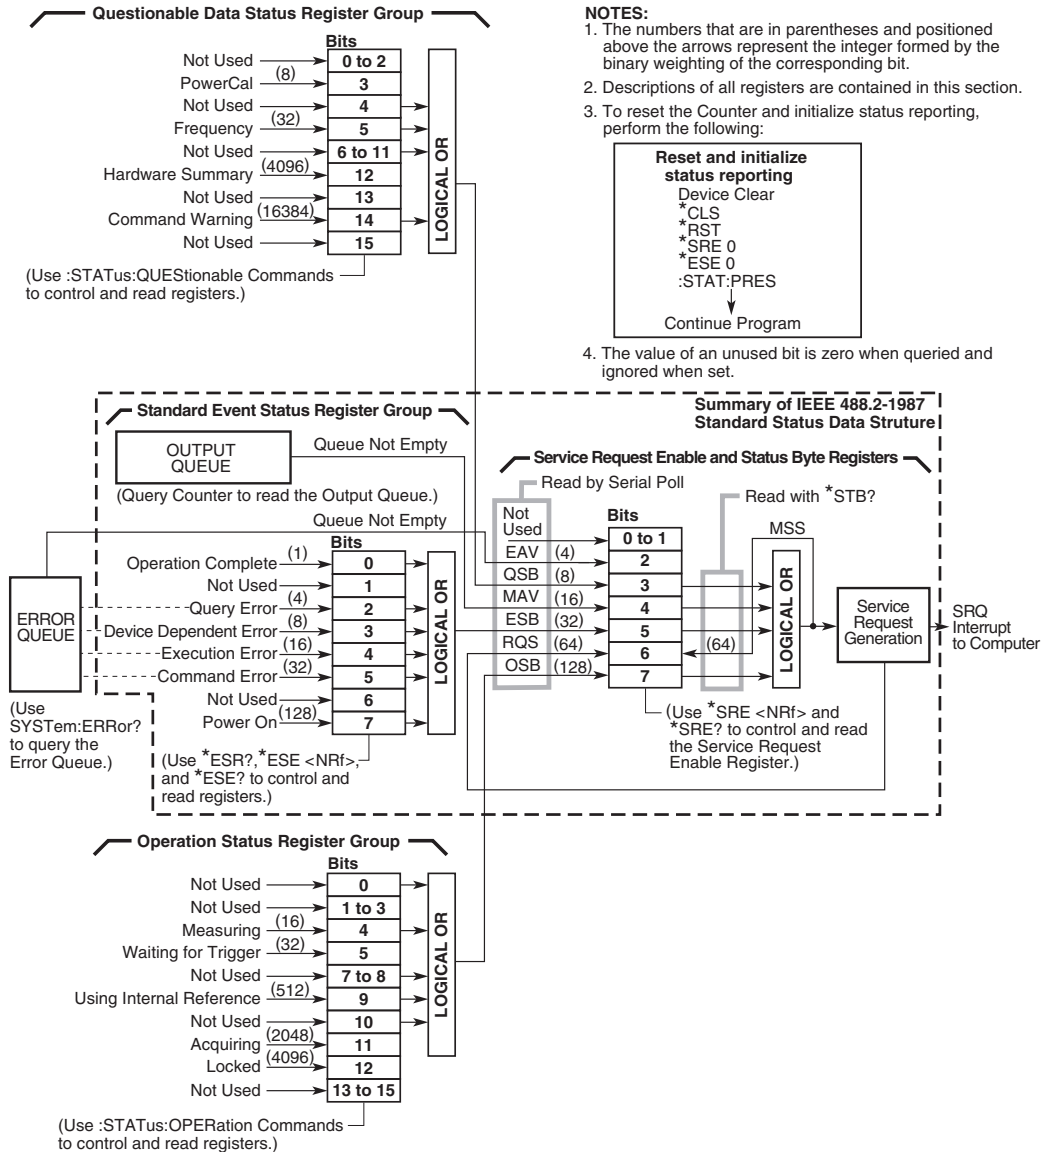 Questionable Data Status Register Group
Bits
Not Used
0 to 2
PowerCal
(8)
3
Not Used
4
Frequency
(32)
5
Not Used
6 to 11
Hardware Summary
(4096)
12
Not Used
13
Command Warning
(16384)
14
Not Used
15
LOGICAL OR
(Use :STATus:QUEStionable Commands
to control and read registers.)
NOTES:
1. The numbers that are in parentheses and positioned
above the arrows represent the integer formed by the
binary weighting of the corresponding bit.
2. Descriptions of all registers are contained in this section.
3. To reset the Counter and initialize status reporting,
perform the following:
Reset and initialize
status reporting
Device Clear
*CLS
*RST
*SRE 0
*ESE 0
:STAT:PRES
Continue Program
4. The value of an unused bit is zero when queried and
ignored when set.
Summary of IEEE 488.2-1987
Standard Status Data Struture
Standard Event Status Register Group
OUTPUT
QUEUE
Queue Not Empty
(Query Counter to read the Output Queue.)
Queue Not Empty
Bits
Operation Complete
(1)
0
Not Used
1
Query Error
(4)
2
Device Dependent Error
(8)
3
Execution Error
(16)
4
Command Error
(32)
5
Not Used
6
Power On
(128)
7
LOGICAL OR
ERROR
QUEUE
(Use
SYSTem:ERRor?
to query the
Error Queue.)
(Use *ESR?,*ESE <NRf>,
and *ESE? to control and
read registers.)
Service Request Enable and Status Byte Registers
Read by Serial Poll
Read with *STB?
Not
Used
Bits
0 to 1
EAV
(4)
2
QSB
(8)
3
MAV
(16)
4
ESB
(32)
5
RQS
(64)
6
(64)
OSB
(128)
7
MSS
LOGICAL OR
Service
Request
Generation
SRQ
Interrupt
to Computer
(Use *SRE <NRf> and
*SRE? to control and read
the Service Request
Enable Register.)
Operation Status Register Group
Bits
Not Used
0
Not Used
1 to 3
Measuring
(16)
4
Waiting for Trigger
(32)
5
Not Used
7 to 8
Using Internal Reference
(512)
9
Not Used
10
Acquiring
(2048)
11
Locked
(4096)
12
Not Used
13 to 15
LOGICAL OR
(Use :STATus:OPERation Commands
to control and read registers.)